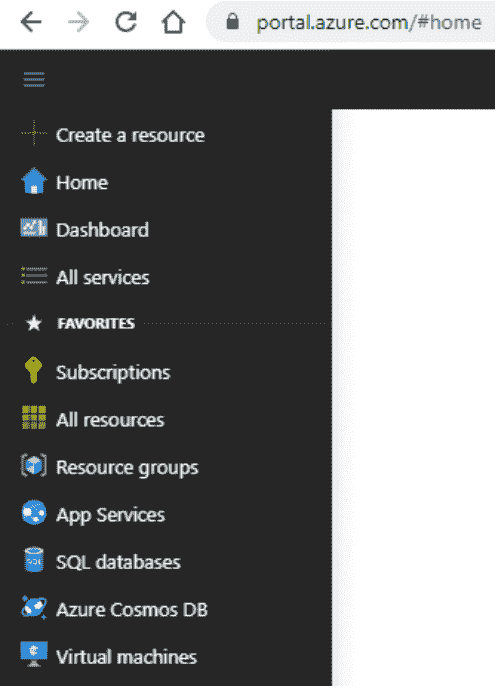 portal.azure.com/#home
Create a resource
Home
Dashboard
All services
FAVORITES
Subscriptions
All resources
Resource groups
App Services
SQL databases
Azure Cosmos DB
Virtual machines